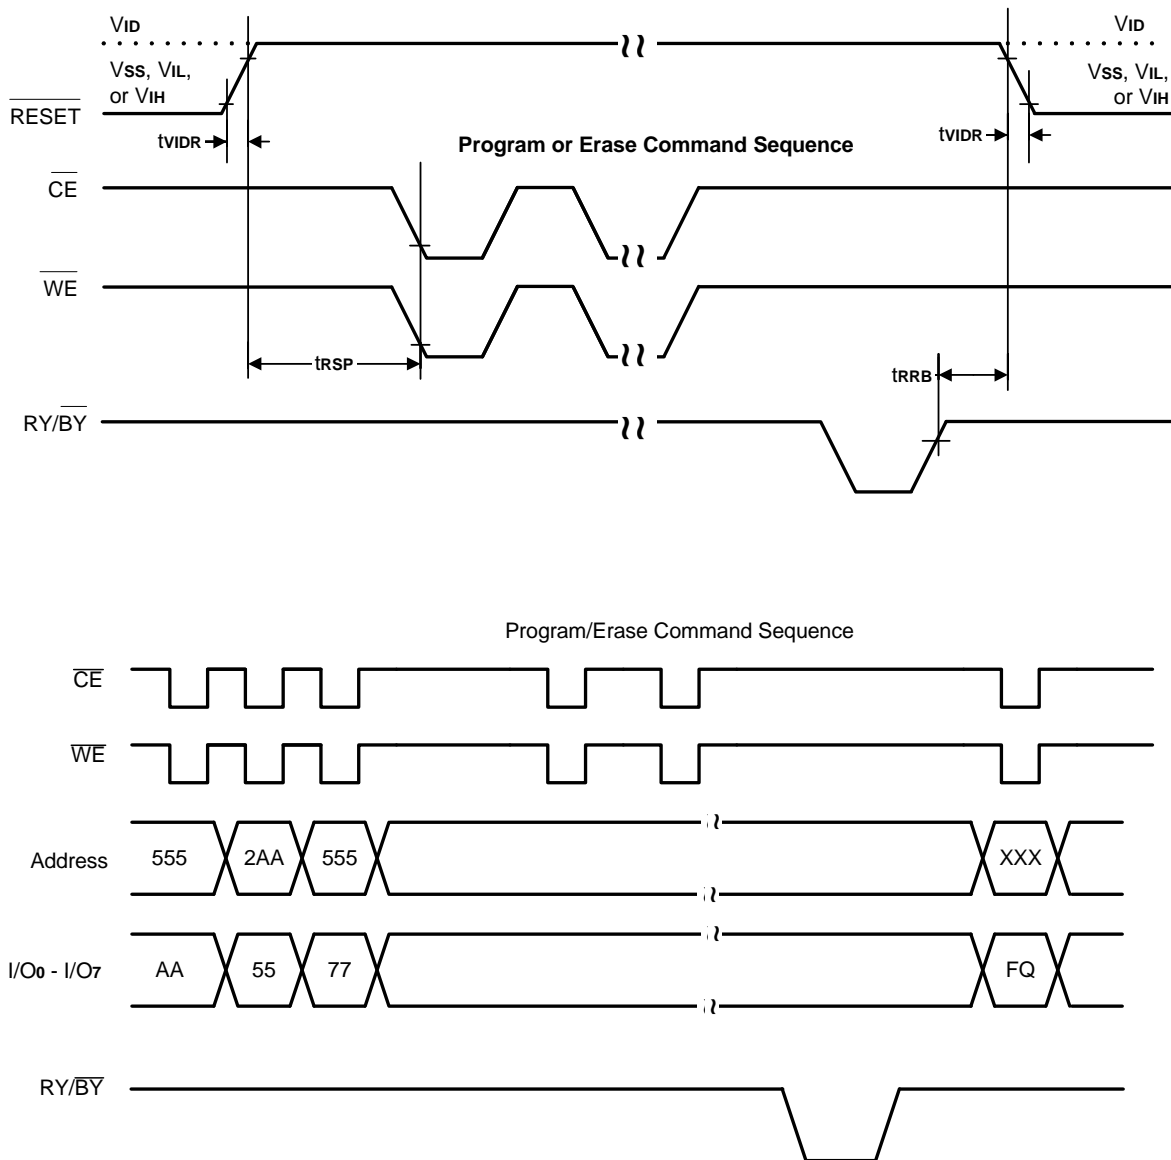 VID
VID
VSS, VIL,
or VIH
VSS, VIL,
or VIH
RESET
tVIDR
tVIDR
Program or Erase Command Sequence
CE
WE
tRSP
tRRB
RY/BY
Program/Erase Command Sequence
CE
WE
Address
555
2AA
555
XXX
I/O0 - I/O7
AA
55
77
FQ
RY/BY